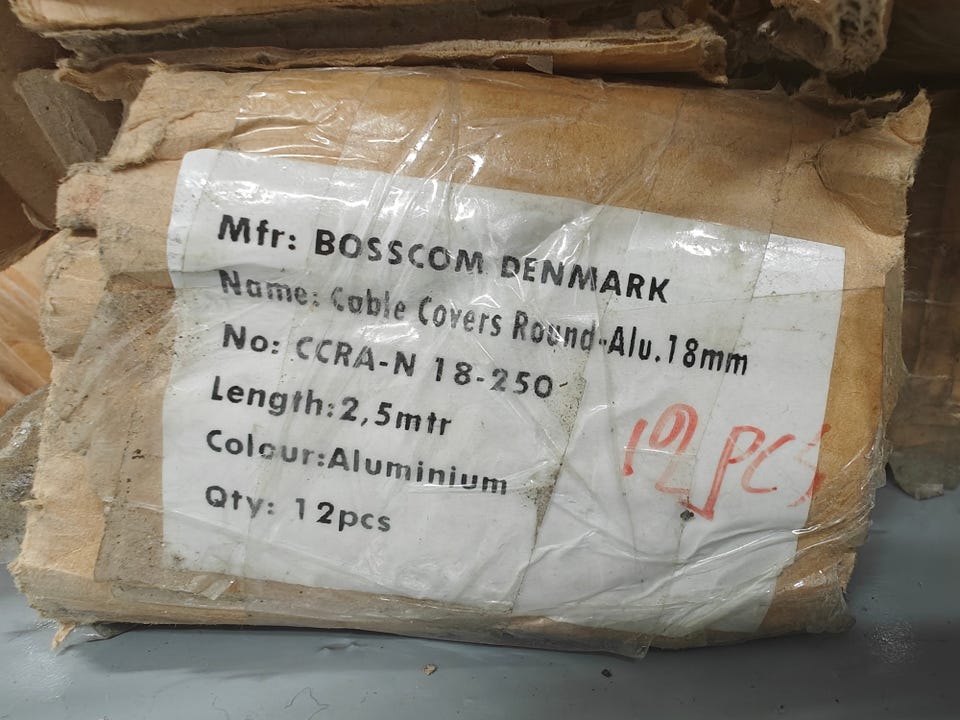 Mfr: BOSSCOM DENMARK
Name: Cable Covers Round-Alu.18mm
No: CCRA-N 18-250
Length:2,5mtr
Colour:Aluminium
Qty: 12pcs
PCS